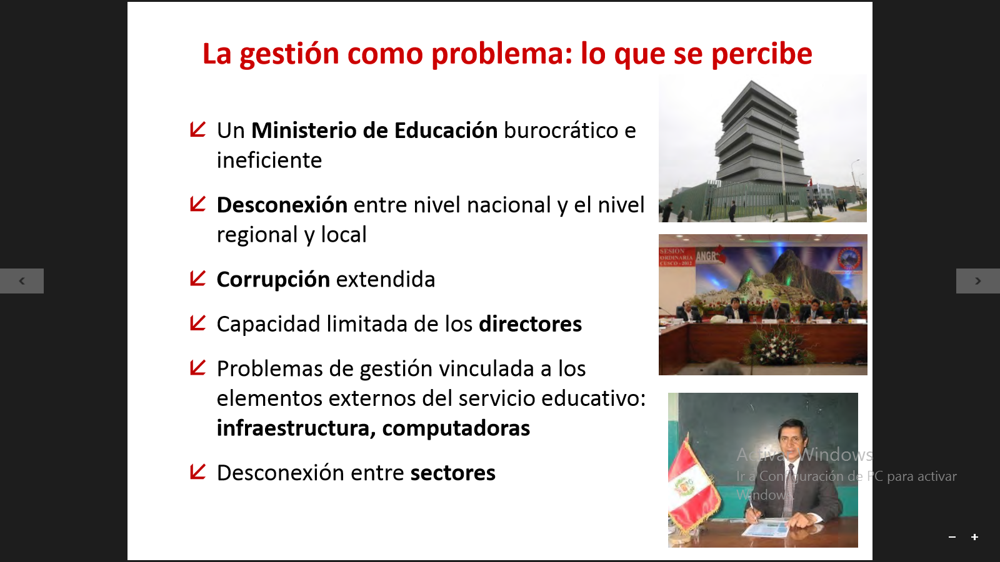 La gestión como problema: lo que se percibe
Un Ministerio de Educación burocrático e
ineficiente
Desconexión entre nivel nacional y el nivel
regional y local
Corrupción extendida
Capacidad limitada de los directores
Problemas de gestión vinculada a los
elementos externos del servicio educativo:
infraestructura, computadoras
Desconexión entre sectores
SESION
ORDINARIA
CUSCO - 2012
ANGR
Activar Windows
Ir a Configuración de PC para activar
Windows.